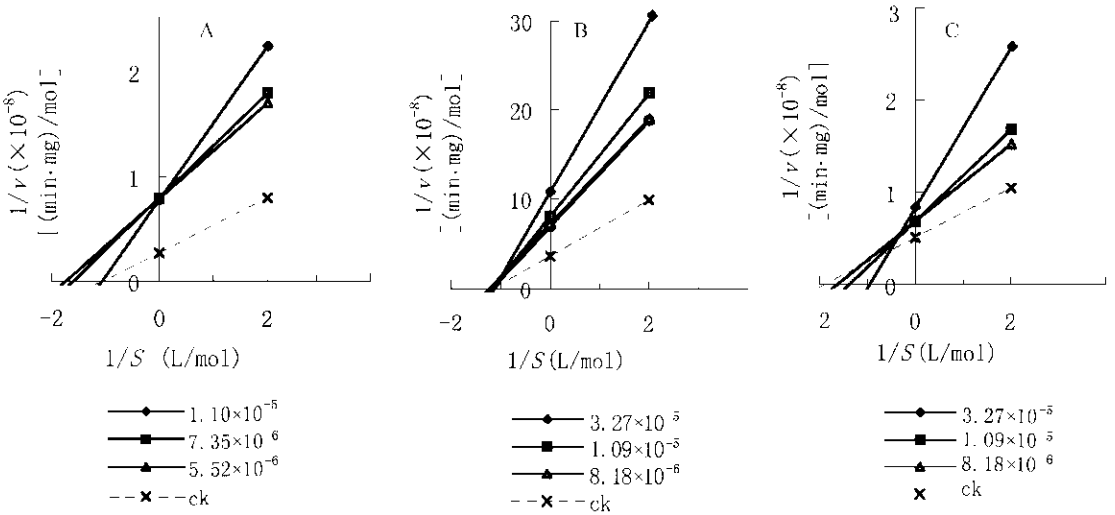 A
1/v(×10⁻⁸)
[(min·mg)/mol]
2
1
0
-2 0 2
1/S (L/mol)
1.10×10⁻⁵
7.35×10 ⁶
5.52×10⁻⁶
ck
B
1/v(×10⁻⁸)
[(min·mg)/mol]
30
20
10
0
-2 0 2
1/S(L/mol)
3.27×10 ⁵
1.09×10⁻⁵
8.18×10⁻⁶
ck
C
1/v(×10⁻⁸)
[(min·mg)/mol]
3
2
1
0
2 0 2
1/S(L/mol)
3.27×10⁻⁵
1.09×10 ⁵
8.18×10 ⁶
ck